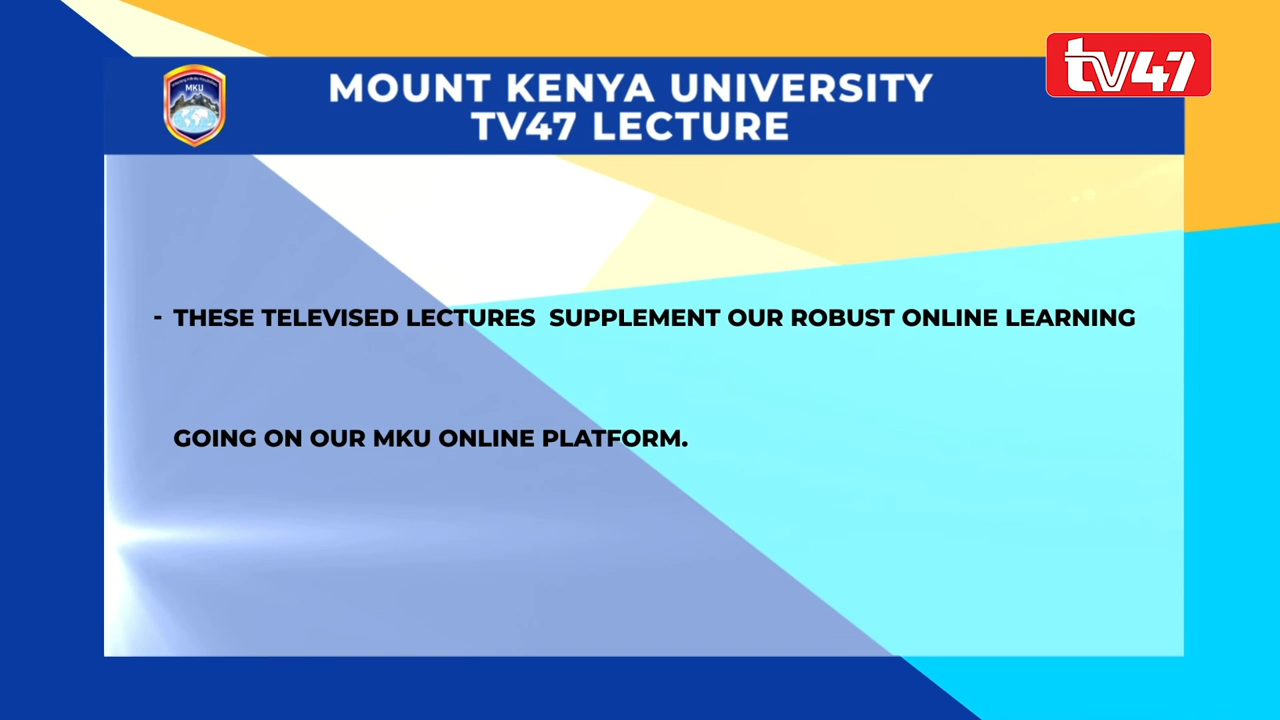 tv47
MKU
MOUNT KENYA UNIVERSITY
TV47 LECTURE
- THESE TELEVISED LECTURES  SUPPLEMENT OUR ROBUST ONLINE LEARNING
GOING ON OUR MKU ONLINE PLATFORM.